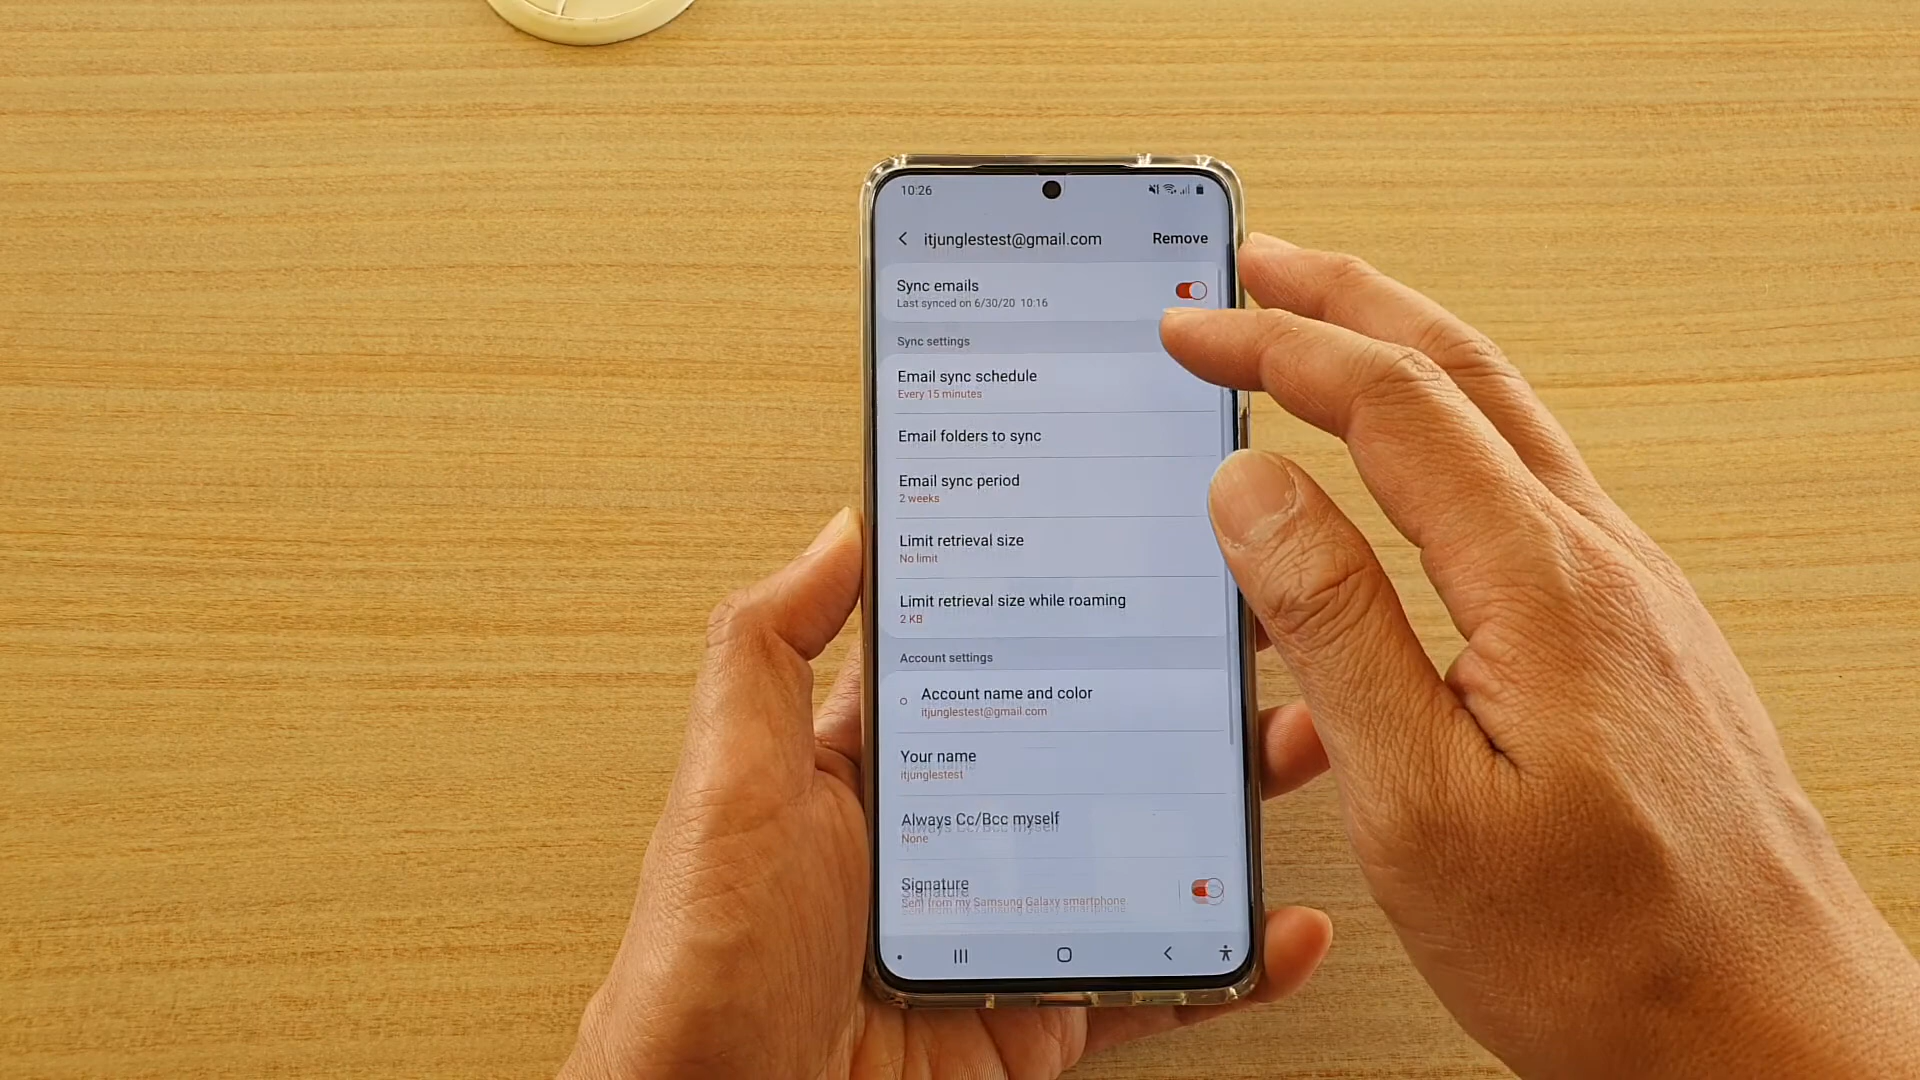 10:26
itjunglestest@gmail.com
Remove
Sync emails
Last synced on 6/30/20 10:16
Sync settings
Email sync schedule
Every 15 minutes
Email folders to sync
Email sync period
2 weeks
Limit retrieval size
No limit
Limit retrieval size while roaming
2 KB
Account settings
Account name and color
itjunglestest@gmail.com
Your name
itjunglestest
Always Cc/Bcc myself
None
Signature
Sent from my Samsung Galaxy smartphone